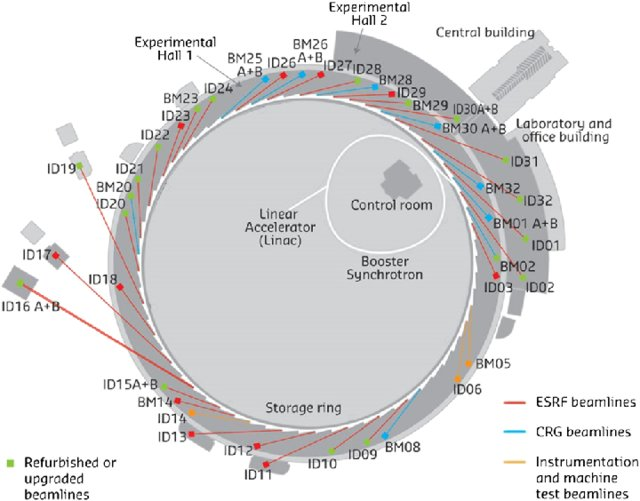 Experimental
Hall 2
Central building
Experimental
Hall 1
BM25
A+B
ID26
BM26
A+B
ID27
ID28
BM28
ID29
BM29
ID30A+B
BM30 A+B
Laboratory and
office building
ID24
BM23
ID23
ID22
ID31
ID19
ID21
BM20
ID20
BM32
ID32
Linear
Accelerator
(Linac)
Control room
BM01 A+B
ID01
Booster
Synchrotron
BM02
ID02
ID03
ID17
ID18
ID16 A+B
BM05
ID06
ID15A+B
BM14
ID14
ID13
Storage ring
ID12
ID11
ID10
ID09
BM08
ESRF beamlines
CRG beamlines
Instrumentation
and machine
test beamlines
Refurbished or
upgraded
beamlines